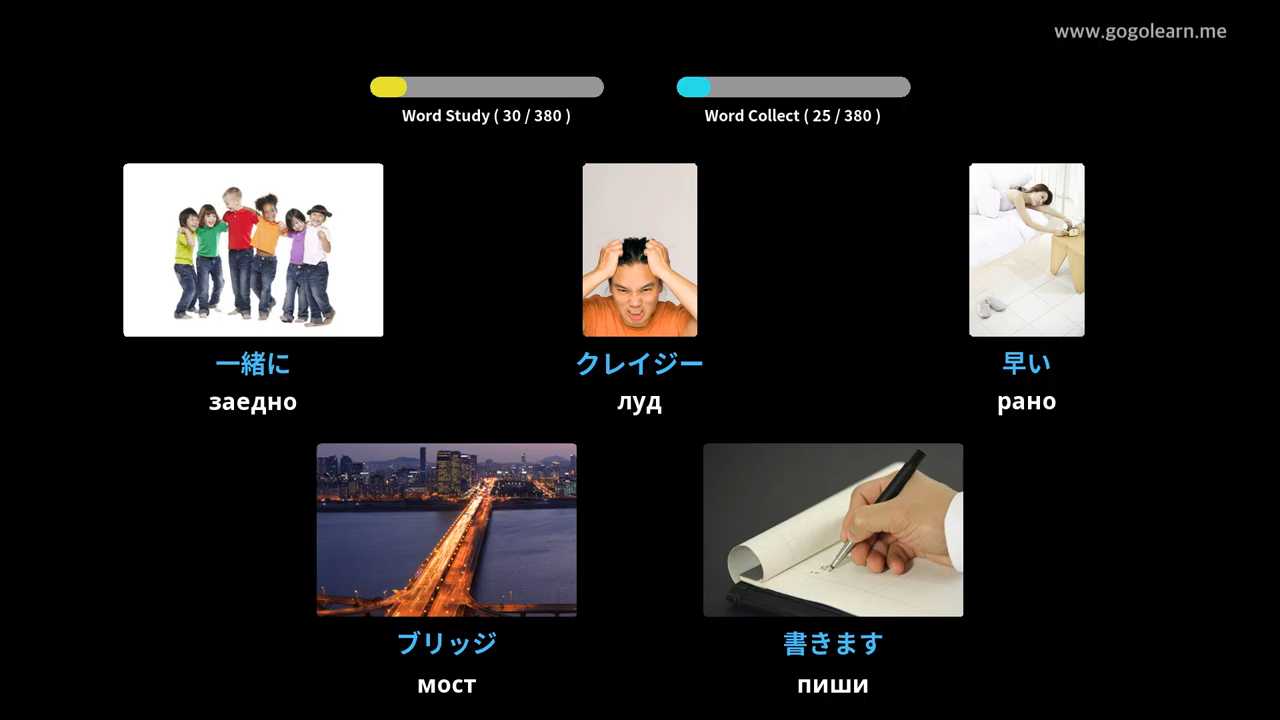 www.gogolearn.me
Word Study ( 30 / 380 )
Word Collect ( 25 / 380 )
一緒に
заедно
クレイジー
луд
早い
рано
ブリッジ
мост
書きます
пиши